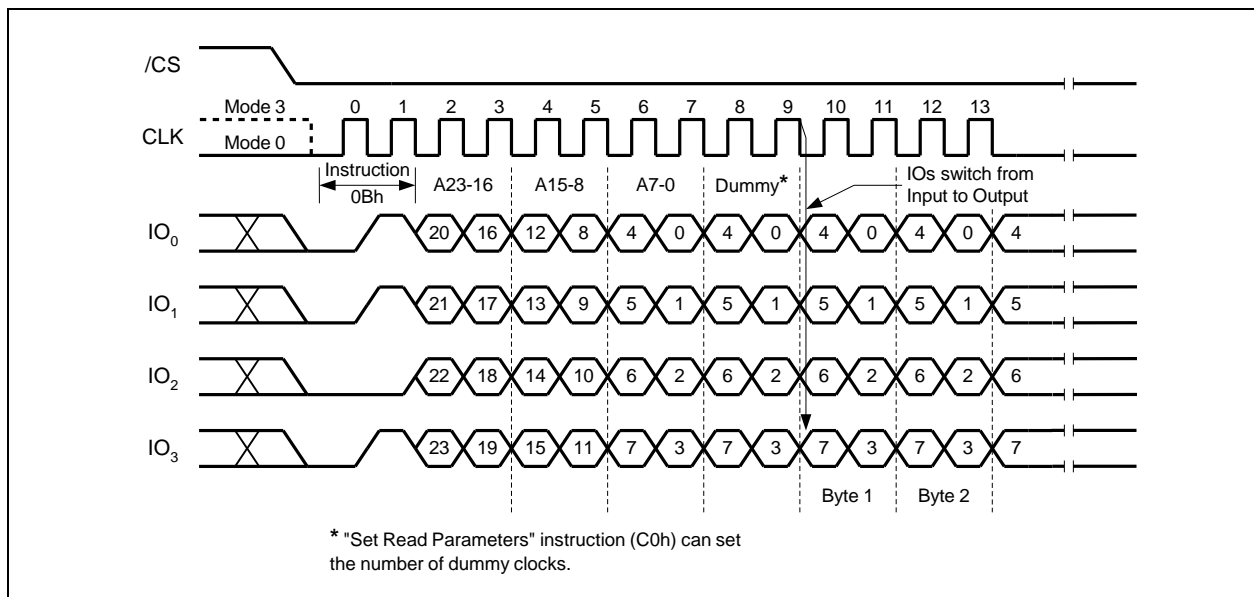 /CS
Mode 3 0 1 2 3 4 5 6 7 8 9 10 11 12 13
CLK Mode 0
Instruction
0Bh
A23-16 A15-8 A7-0 Dummy*
IOs switch from
Input to Output
IO0 20 16 12 8 4 0 4 0 4 0 4 0 4
IO1 21 17 13 9 5 1 5 1 5 1 5 1 5
IO2 22 18 14 10 6 2 6 2 6 2 6 2 6
IO3 23 19 15 11 7 3 7 3 7 3 7 3 7
Byte 1 Byte 2
* "Set Read Parameters" instruction (C0h) can set
the number of dummy clocks.